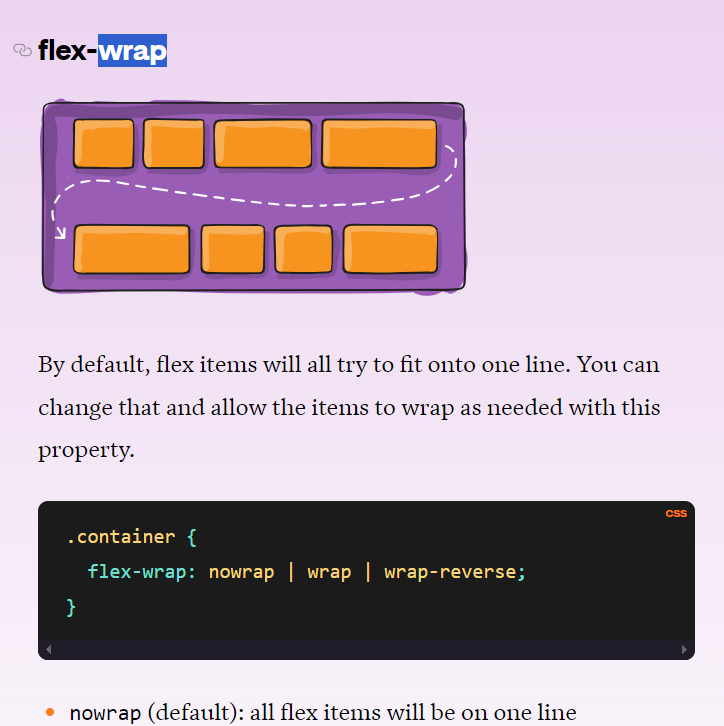 flex-wrap
By default, flex items will all try to fit onto one line. You can
change that and allow the items to wrap as needed with this
property.
CSS
.container {
  flex-wrap: nowrap | wrap | wrap-reverse;
}
nowrap (default): all flex items will be on one line